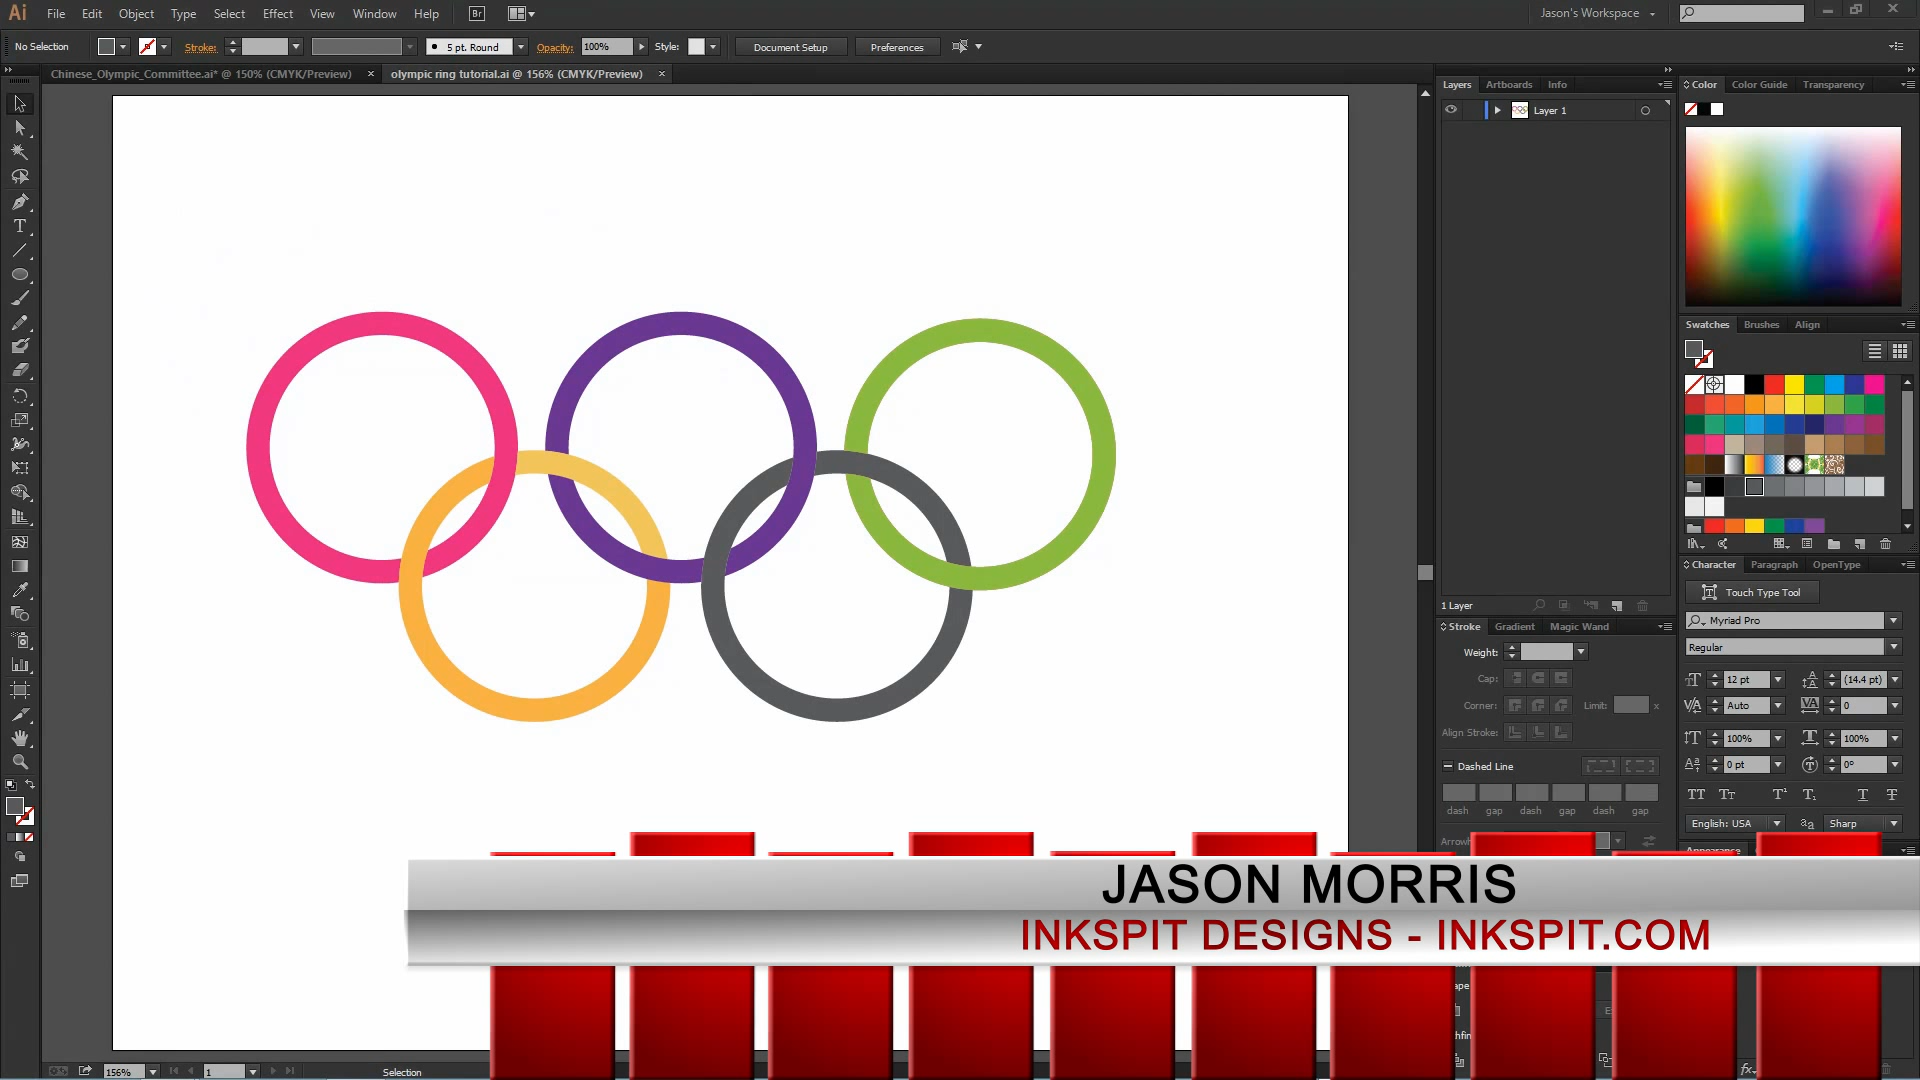 Ai File Edit Object Type Select Effect View Window Help Br Jason's Workspace
No Selection Stroke: 5 pt. Round Opacity: 100% Style: Document Setup Preferences
Chinese_Olympic_Committee.ai* @ 150% (CMYK/Preview) × olympic ring tutorial.ai @ 156% (CMYK/Preview) ×
Layers Artboards Info
Layer 1
1 Layer
Stroke Gradient Magic Wand
Weight:
Cap:
Corner: Limit: x
Align Stroke:
Dashed Line
dash gap dash gap dash gap
Color Color Guide Transparency
Swatches Brushes Align
Character Paragraph OpenType
Touch Type Tool
Myriad Pro
Regular
12 pt (14.4 pt)
Auto 0
100% 100%
0 pt 0°
English: USA Sharp
JASON MORRIS
INKSPIT DESIGNS - INKSPIT.COM
156% 1 Selection